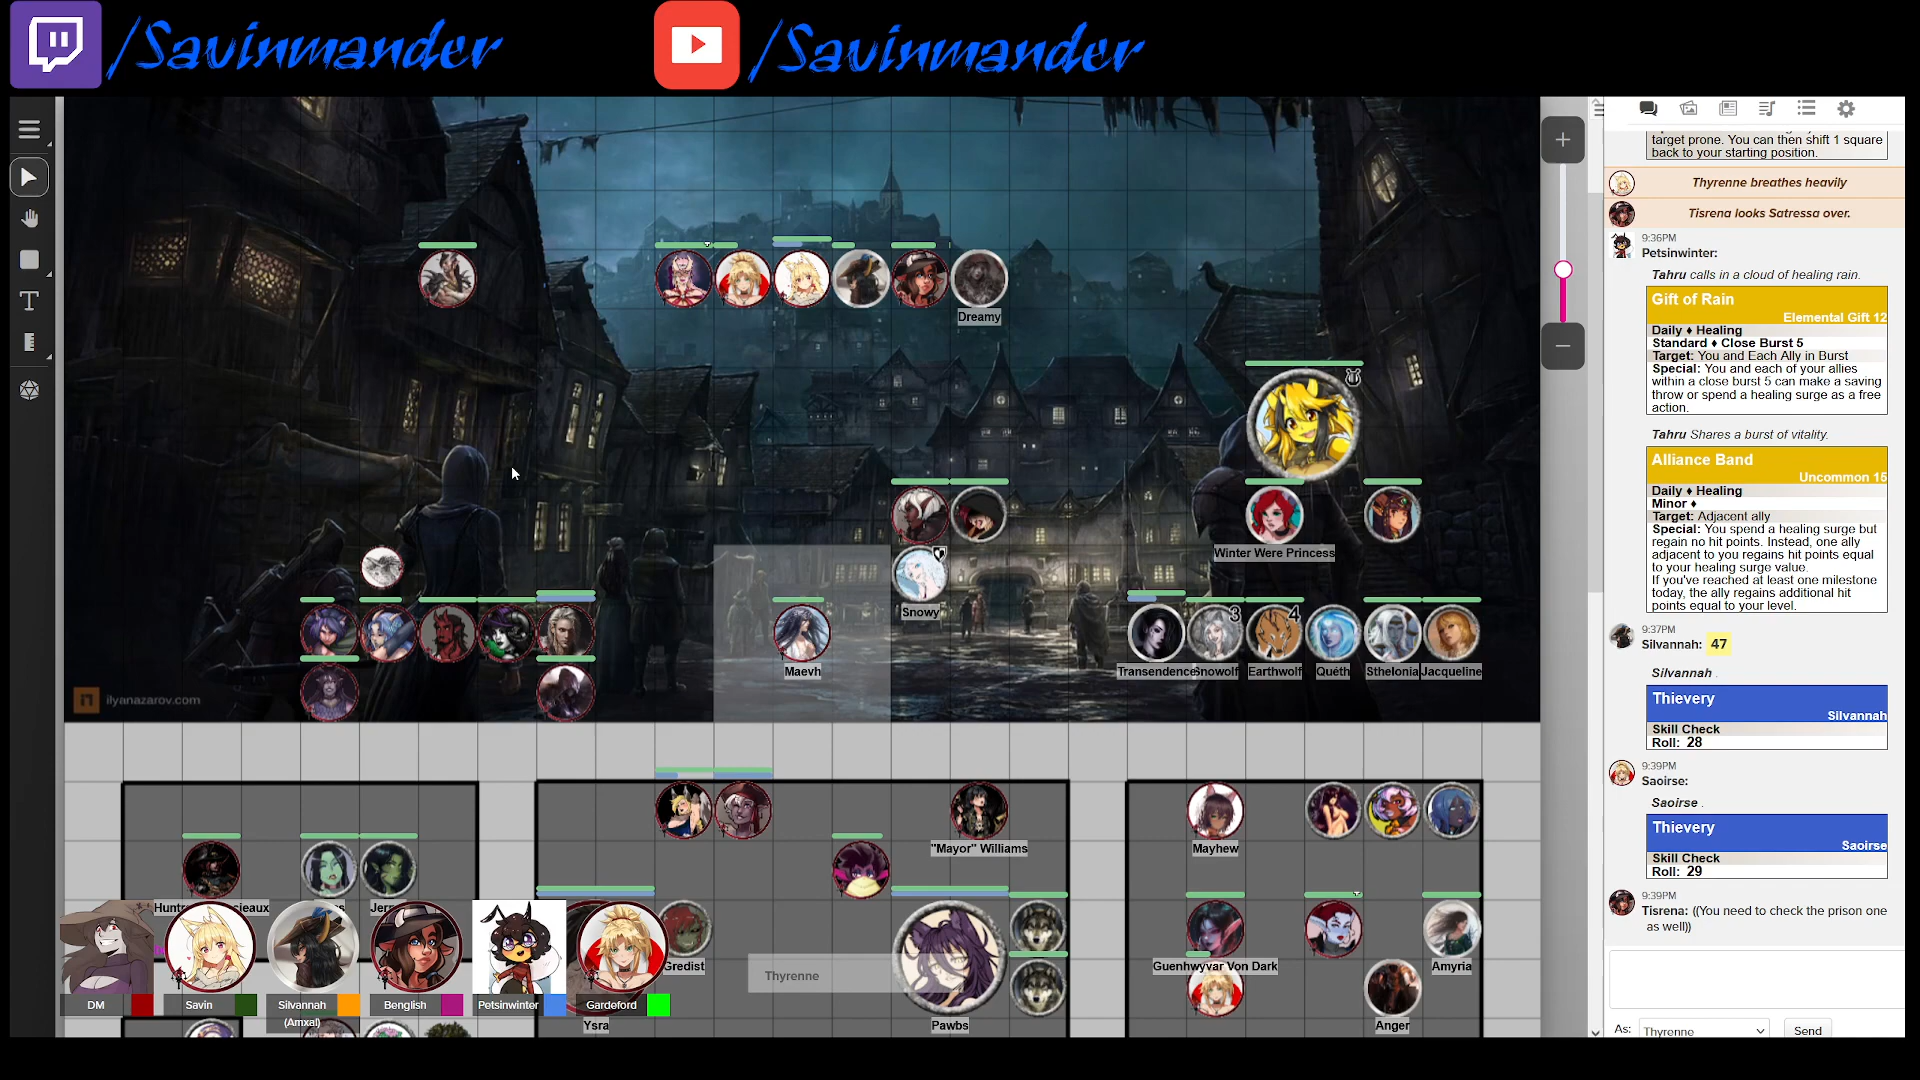 /Savinmander
/Savinmander
target prone. You can then shift 1 square
back to your starting position.
Thyrenne breathes heavily
Tisrena looks Satressa over.
9:36PM
Petsinwinter:
Tahru calls in a cloud of healing rain.
Gift of Rain
Elemental Gift 12
Daily ♦ Healing
Standard ♦ Close Burst 5
Target: You and Each Ally in Burst
Special: You and each of your allies
within a close burst 5 can make a saving
throw or spend a healing surge as a free
action.
Tahru Shares a burst of vitality.
Alliance Band
Uncommon 15
Daily ♦ Healing
Minor ♦
Target: Adjacent ally
Special: You spend a healing surge but
regain no hit points. Instead, one ally
adjacent to you regains hit points equal
to your healing surge value.
If you've reached at least one milestone
today, the ally regains additional hit
points equal to your level.
9:37PM
Silvannah: 47
Silvannah .
Thievery
Silvannah
Skill Check
Roll: 28
9:39PM
Saoirse:
Saoirse .
Thievery
Saoirse
Skill Check
Roll: 29
9:39PM
Tisrena: ((You need to check the prison one
as well))
As: Thyrenne
Send
Dreamy
Winter Were Princess
Snowy
3
4
Maevh
Transcendence
Snowolf
Earthwolf
Queth
Sthelonia
Jacqueline
ilyanazarov.com
"Mayor" Williams
Mayhew
Gredist
Thyrenne
Guenhwyvar Von Dark
Amyria
DM
Savin
Silvannah
(Amxal)
Benglish
Petsinwinter
Gardeford
Ysra
Pawbs
Anger